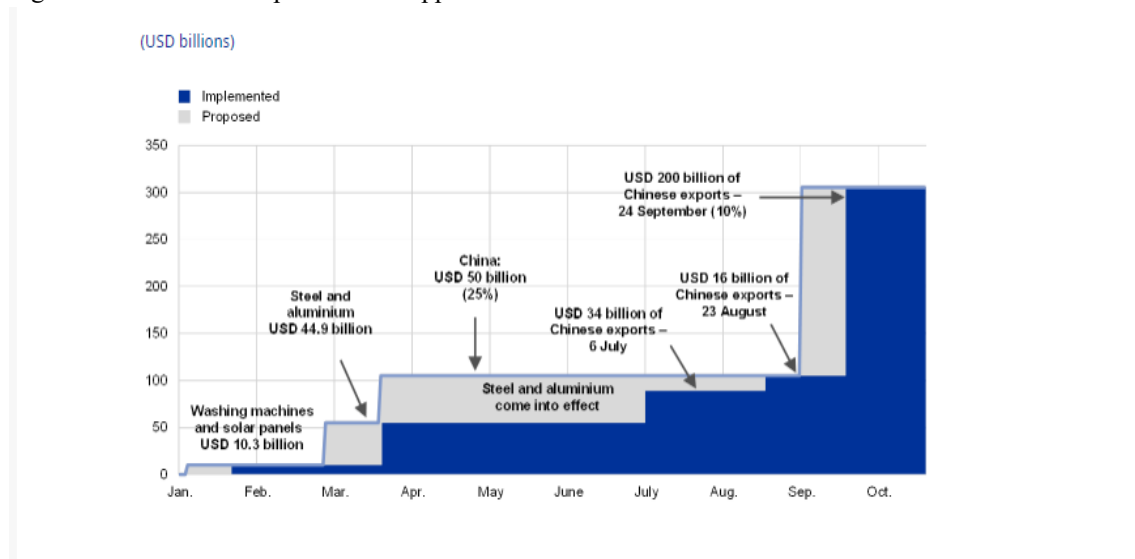 (USD billions)
Implemented
Proposed
350
300
250
200
150
100
50
0
USD 200 billion of
Chinese exports –
24 September (10%)
China:
USD 50 billion
(25%)
USD 16 billion of
Chinese exports –
23 August
Steel and
aluminium
USD 44.9 billion
USD 34 billion of
Chinese exports –
6 July
Steel and aluminium
come into effect
Washing machines
and solar panels
USD 10.3 billion
Jan. Feb. Mar. Apr. May June July Aug. Sep. Oct.